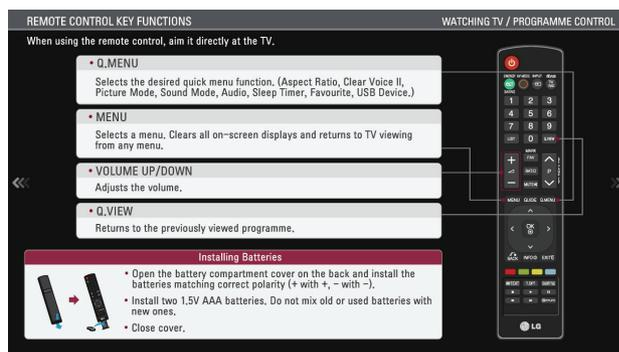 REMOTE CONTROL KEY FUNCTIONS
WATCHING TV / PROGRAMME CONTROL
When using the remote control, aim it directly at the TV.
• Q.MENU
Selects the desired quick menu function. (Aspect Ratio, Clear Voice II,
Picture Mode, Sound Mode, Audio, Sleep Timer, Favourite, USB Device.)
• MENU
Selects a menu. Clears all on-screen displays and returns to TV viewing
from any menu.
• VOLUME UP/DOWN
Adjusts the volume.
• Q.VIEW
Returns to the previously viewed programme.
Installing Batteries
• Open the battery compartment cover on the back and install the
batteries matching correct polarity (+ with +, - with -).
• Install two 1.5V AAA batteries. Do not mix old or used batteries with
new ones.
• Close cover.
1 2 3
4 5 6
7 8 9
LIST 0 Q.VIEW
MARK
+ FAV
RATIO P
- MUTE
MENU GUIDE Q.MENU
OK
BACK INFO EXIT
T.OPT
LG